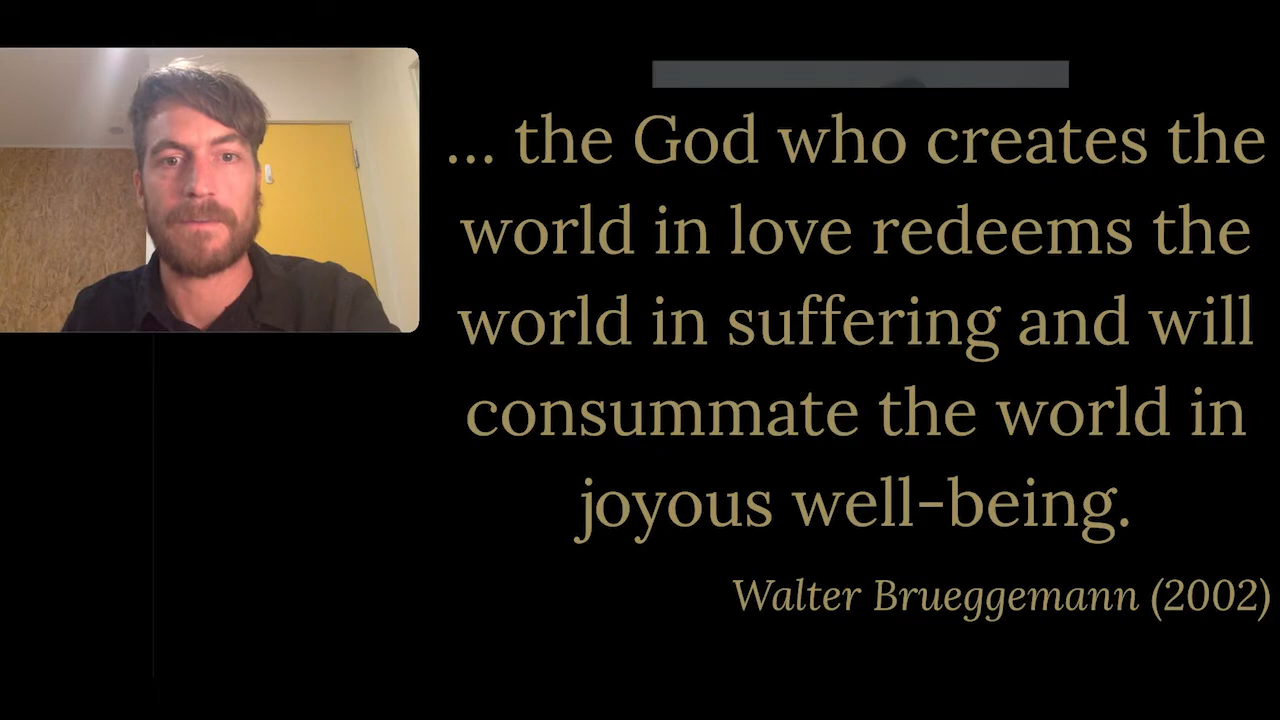 ... the God who creates the
world in love redeems the
world in suffering and will
consummate the world in
joyous well-being.
Walter Brueggemann (2002)